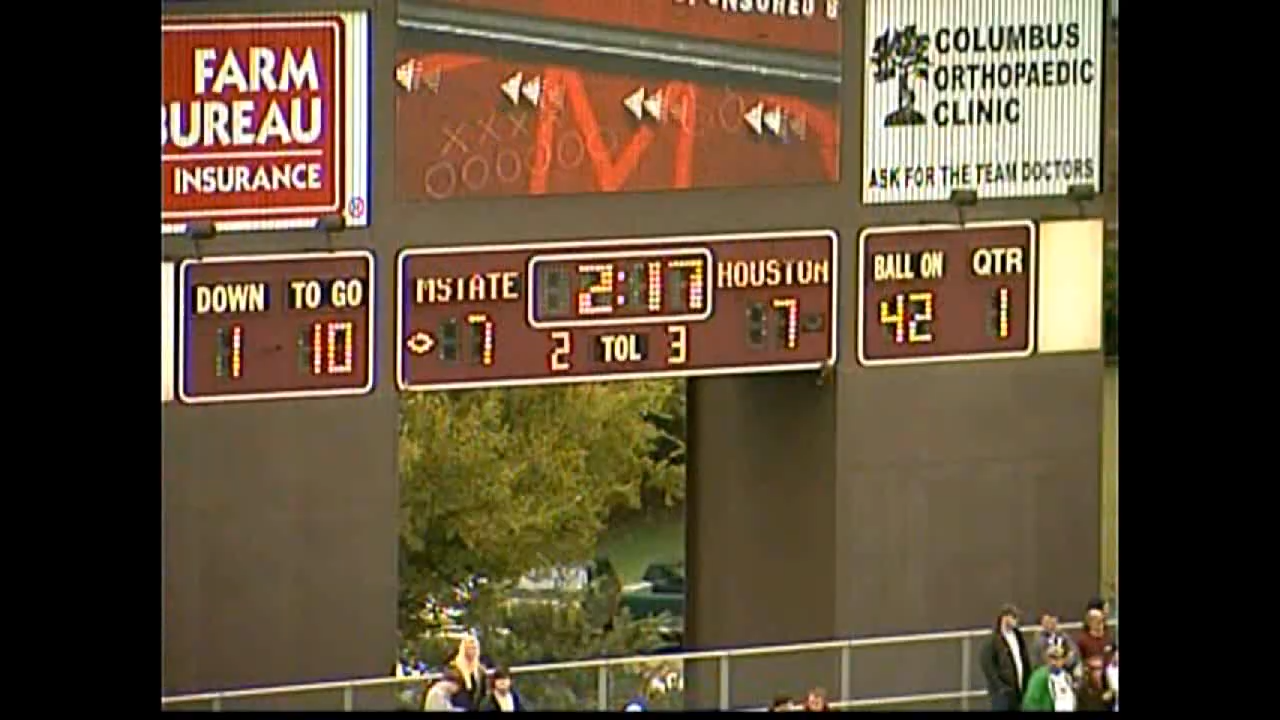 FARM
BUREAU
INSURANCE
COLUMBUS
ORTHOPAEDIC
CLINIC
ASK FOR THE TEAM DOCTORS
DOWN TO GO
1 10
MSTATE 2:17 HOUSTON
7 2 TOL 3 7
BALL ON QTR
42 1